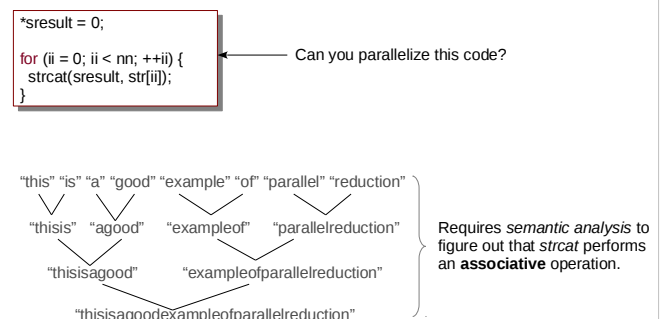 *sresult = 0;
for (ii = 0; ii < nn; ++ii) {
strcat(sresult, str[ii]);
}
Can you parallelize this code?
“this” “is” “a” “good” “example” “of” “parallel” “reduction”
“thisis” “agood” “exampleof” “parallelreduction”
“thisisagood” “exampleofparallelreduction”
“thisisagoodexampleofparallelreduction”
Requires semantic analysis to
figure out that strcat performs
an associative operation.